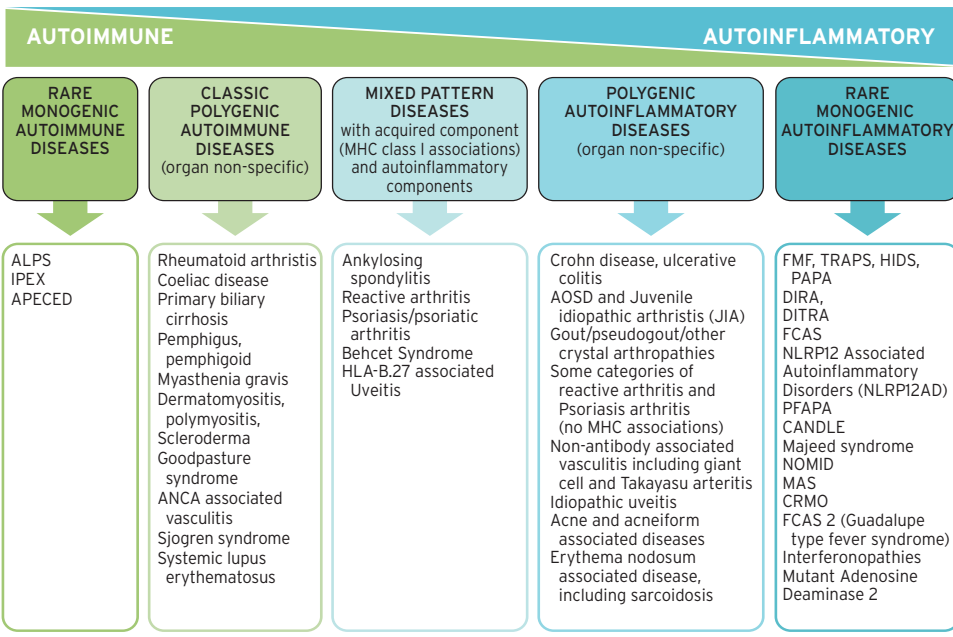 AUTOIMMUNE
AUTOINFLAMMATORY
RARE
MONOGENIC
AUTOIMMUNE
DISEASES
CLASSIC
POLYGENIC
AUTOIMMUNE
DISEASES
(organ non-specific)
MIXED PATTERN
DISEASES
with acquired component
(MHC class I associations)
and autoinflammatory
components
POLYGENIC
AUTOINFLAMMATORY
DISEASES
(organ non-specific)
RARE
MONOGENIC
AUTOINFLAMMATORY
DISEASES
ALPS
IPEX
APECED
Rheumatoid arthristis
Coeliac disease
Primary biliary
cirrhosis
Pemphigus,
pemphigoid
Myasthenia gravis
Dermatomyositis,
polymyositis,
Scleroderma
Goodpasture
syndrome
ANCA associated
vasculitis
Sjogren syndrome
Systemic lupus
erythematosus
Ankylosing
spondylitis
Reactive arthritis
Psoriasis/psoriatic
arthritis
Behcet Syndrome
HLA-B.27 associated
Uveitis
Crohn disease, ulcerative
colitis
AOSD and Juvenile
idiopathic arthristis (JIA)
Gout/pseudogout/other
crystal arthropathies
Some categories of
reactive arthritis and
Psoriasis arthritis
(no MHC associations)
Non-antibody associated
vasculitis including giant
cell and Takayasu arteritis
Idiopathic uveitis
Acne and acneiform
associated diseases
Erythema nodosum
associated disease,
including sarcoidosis
FMF, TRAPS, HIDS,
PAPA
DIRA,
DITRA
FCAS
NLRP12 Associated
Autoinflammatory
Disorders (NLRP12AD)
PFAPA
CANDLE
Majeed syndrome
NOMID
MAS
CRMO
FCAS 2 (Guadalupe
type fever syndrome)
Interferonopathies
Mutant Adenosine
Deaminase 2